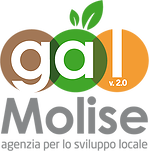 gal
v. 2.0
Molise
agenzia per lo sviluppo locale